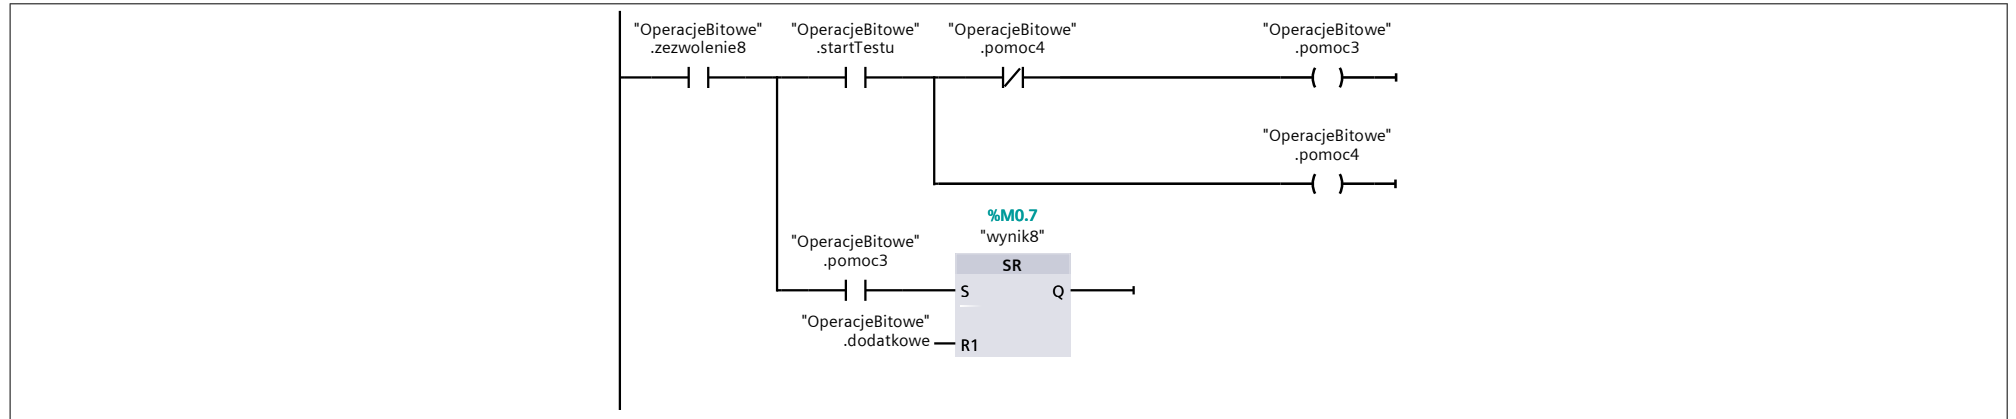 "OperacjeBitowe"
.zezwolenie8
"OperacjeBitowe"
.startTestu
"OperacjeBitowe"
.pomoc4
"OperacjeBitowe"
.pomoc3
"OperacjeBitowe"
.pomoc4
%M0.7
"wynik8"
"OperacjeBitowe"
.pomoc3
SR
S
Q
"OperacjeBitowe"
.dodatkowe
R1